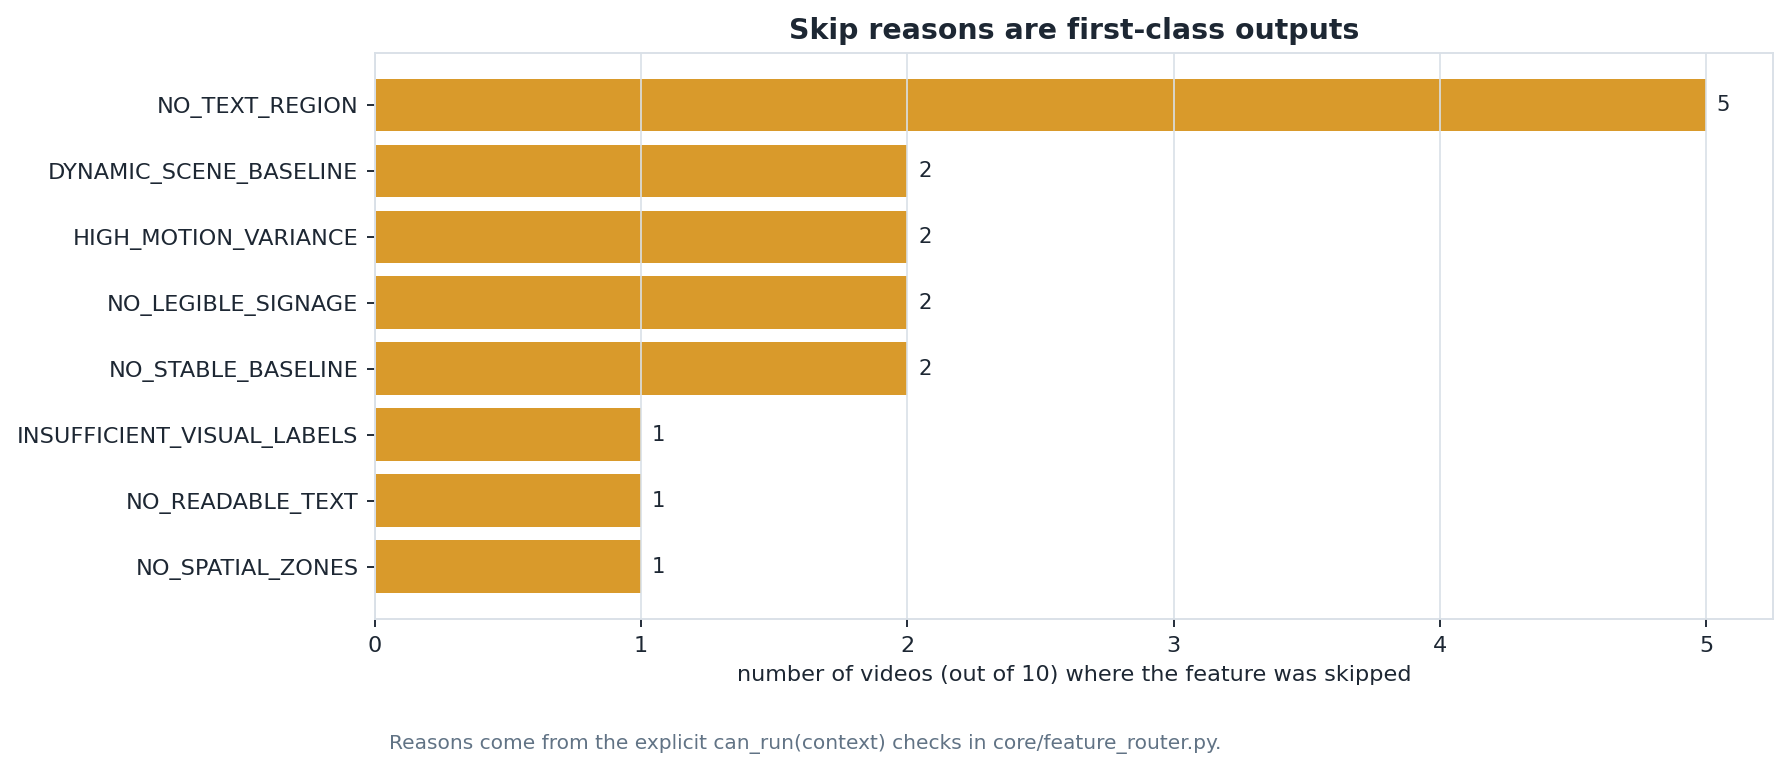 Skip reasons are first-class outputs
NO_TEXT_REGION
5
DYNAMIC_SCENE_BASELINE
2
HIGH_MOTION_VARIANCE
2
NO_LEGIBLE_SIGNAGE
2
NO_STABLE_BASELINE
2
INSUFFICIENT_VISUAL_LABELS
1
NO_READABLE_TEXT
1
NO_SPATIAL_ZONES
1
0 1 2 3 4 5
number of videos (out of 10) where the feature was skipped
Reasons come from the explicit can_run(context) checks in core/feature_router.py.